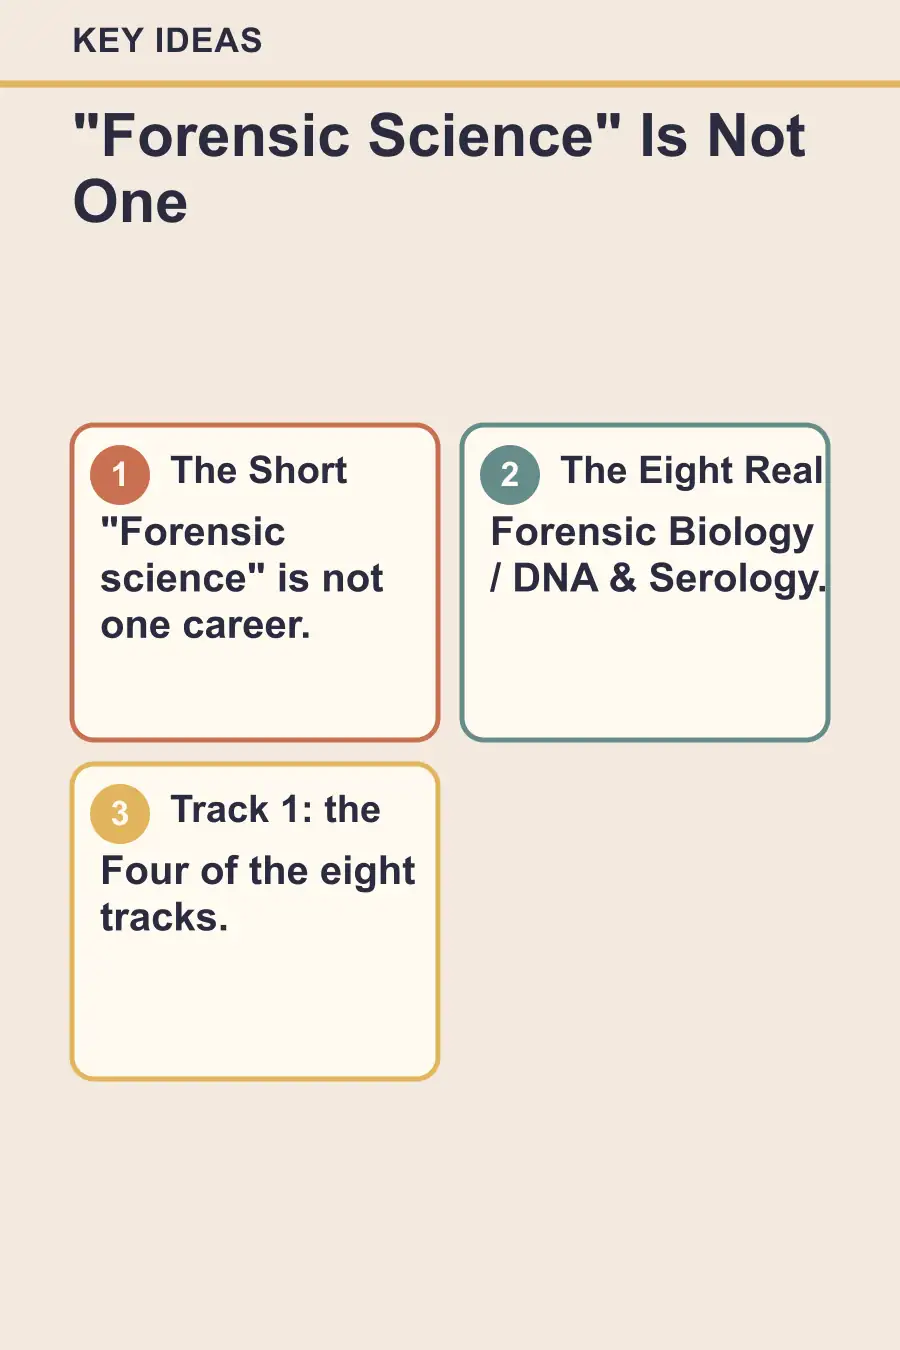 KEY IDEAS
"Forensic Science" Is Not
One
1 The Short
"Forensic
science" is not
one career.
2 The Eight Real
Forensic Biology
/ DNA & Serology.
3 Track 1: the
Four of the eight
tracks.